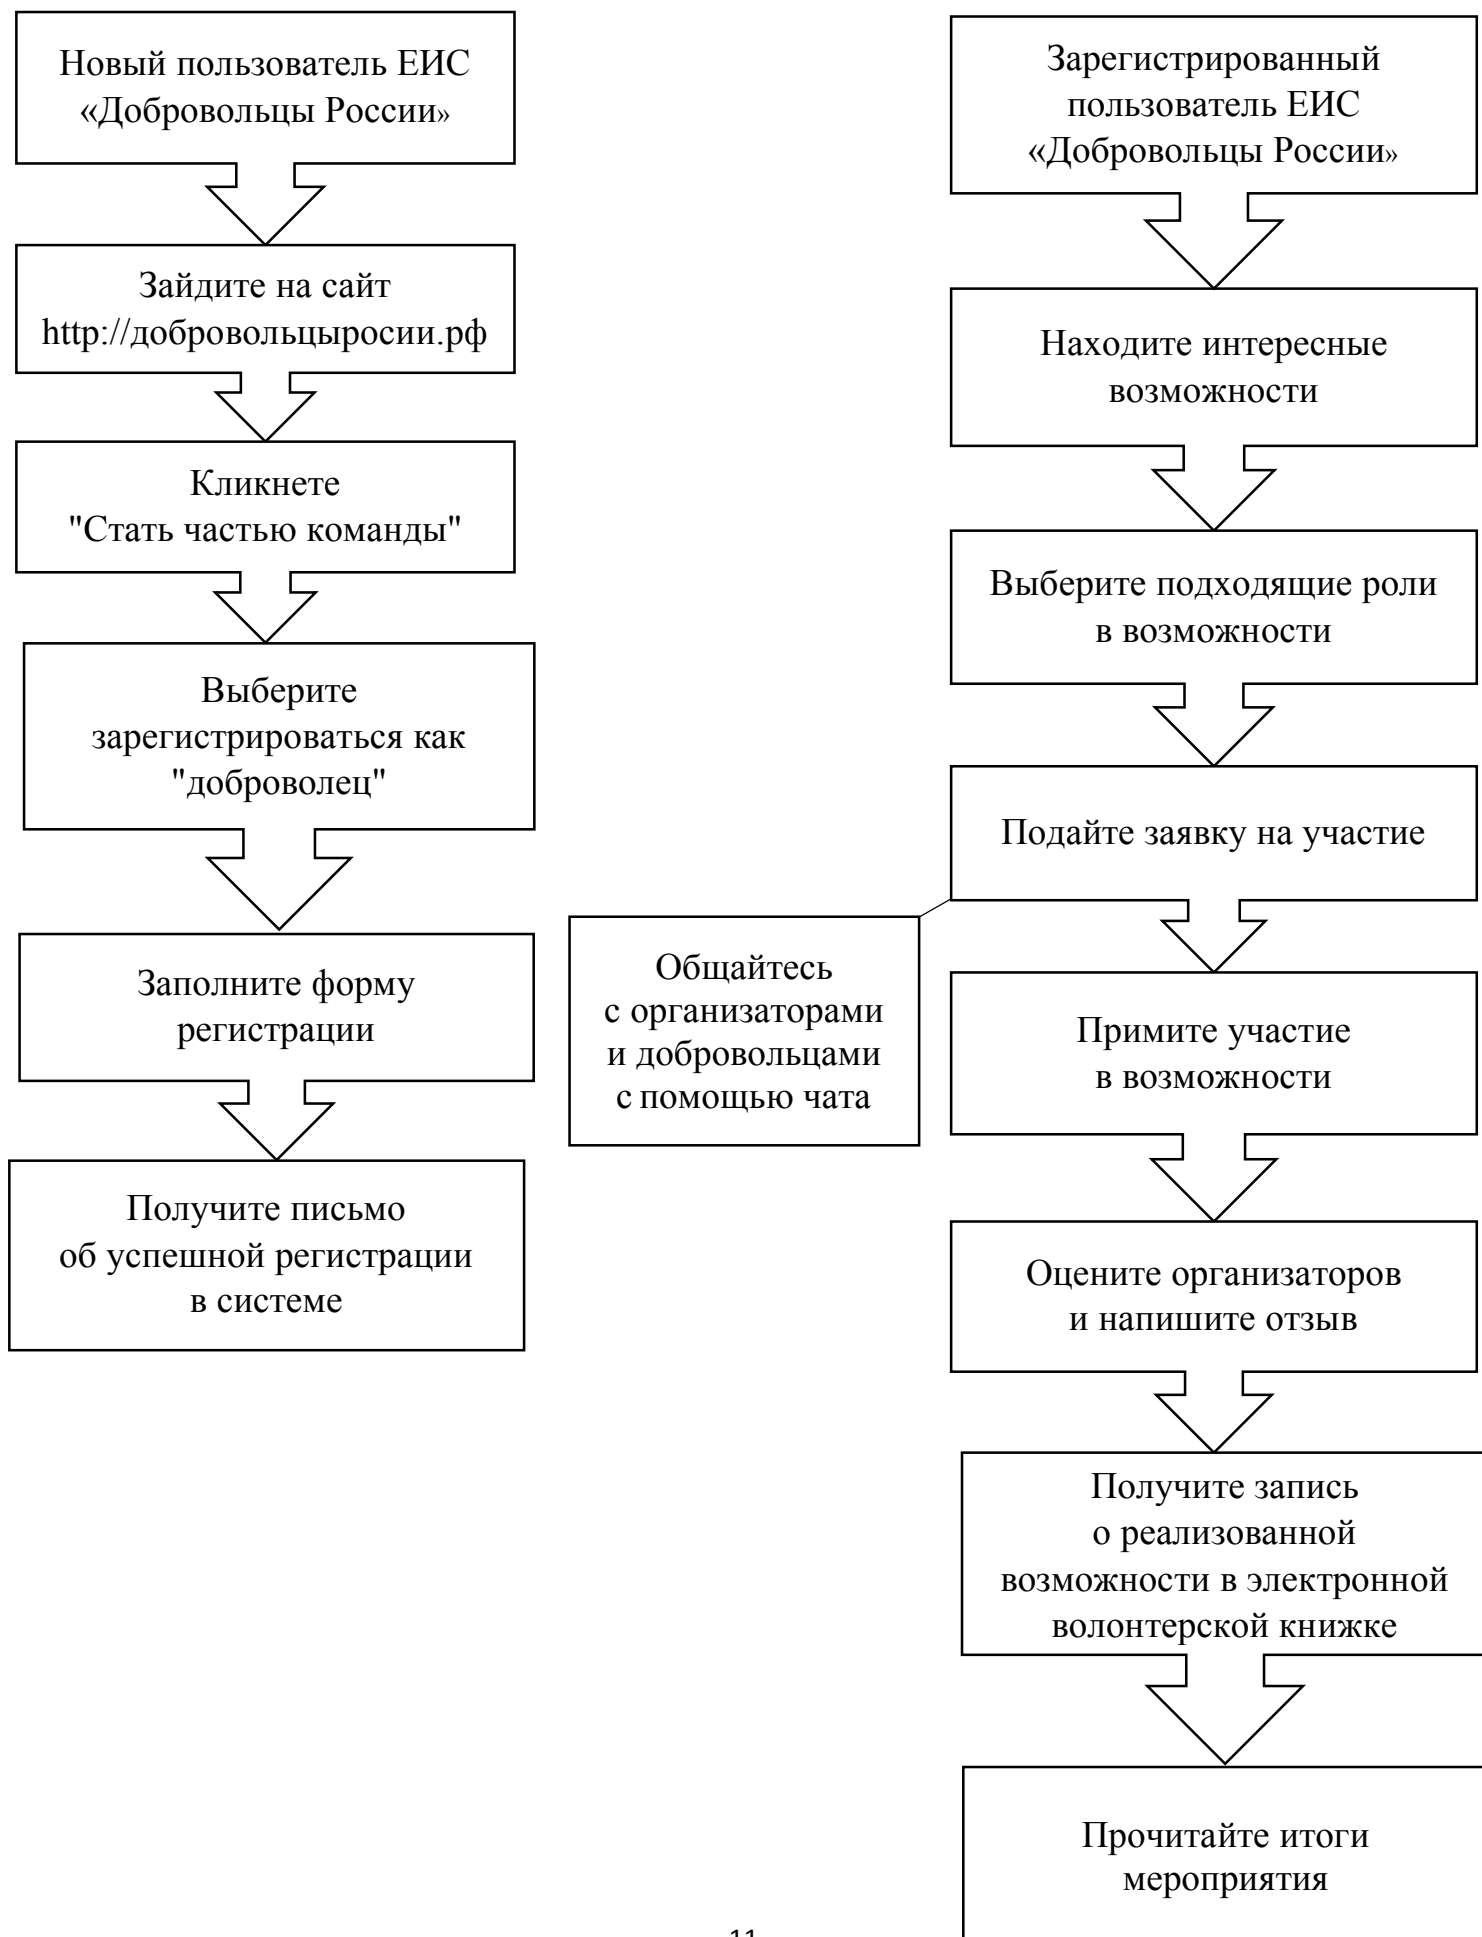 Новый пользователь ЕИС
«Добровольцы России»
Зайдите на сайт
http://добровольцыросии.рф
Кликнете
"Стать частью команды"
Выберите
зарегистрироваться как
"доброволец"
Заполните форму
регистрации
Получите письмо
об успешной регистрации
в системе
Зарегистрированный
пользователь ЕИС
«Добровольцы России»
Находите интересные
возможности
Выберите подходящие роли
в возможности
Подайте заявку на участие
Общайтесь
с организаторами
и добровольцами
с помощью чата
Примите участие
в возможности
Оцените организаторов
и напишите отзыв
Получите запись
о реализованной
возможности в электронной
волонтерской книжке
Прочитайте итоги
мероприятия
11